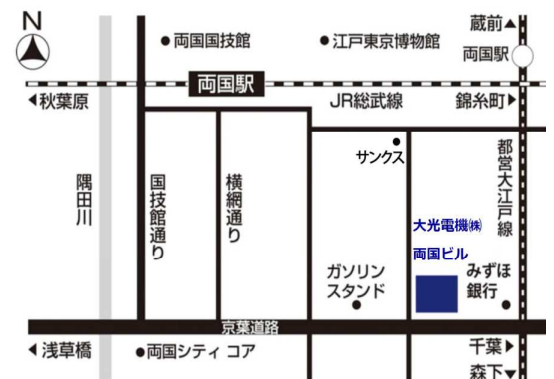 N
蔵前▲
●両国国技館
●江戸東京博物館
両国駅
両国駅
◀秋葉原
JR総武線
錦糸町▶
サンクス
隅田川
国技館通り
横網通り
都営大江戸線
大光電機㈱
両国ビル
ガソリン
スタンド
みずほ
銀行
京葉道路
◀浅草橋
●両国シティ コア
千葉▶
森下▼